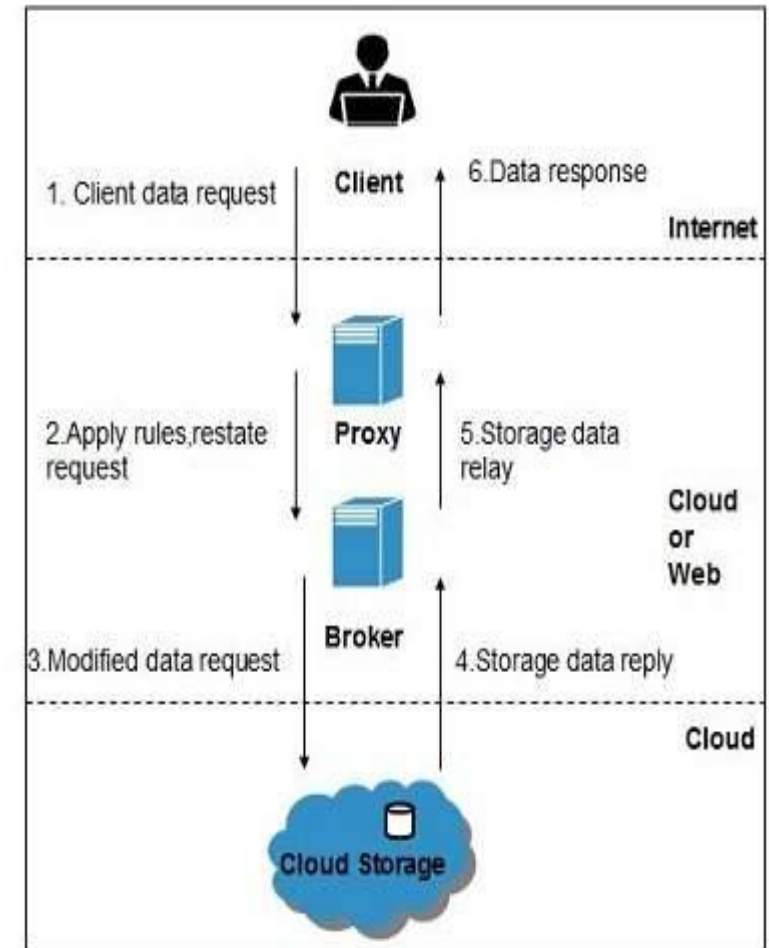 1. Client data request
Client
6.Data response
Internet
2.Apply rules,restate
request
Proxy
5.Storage data
relay
Cloud
or
Web
Broker
3.Modified data request
4.Storage data reply
Cloud
Cloud Storage